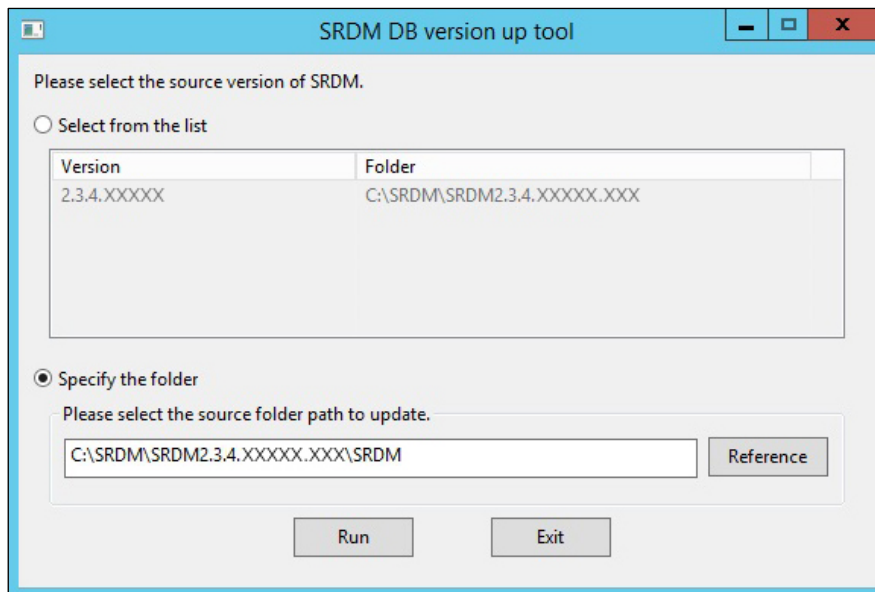 SRDM DB version up tool
Please select the source version of SRDM.
Select from the list
Version Folder
2.3.4.XXXXX C:\SRDM\SRDM2.3.4.XXXXX.XXX
Specify the folder
Please select the source folder path to update.
C:\SRDM\SRDM2.3.4.XXXXX.XXX\SRDM Reference
Run Exit